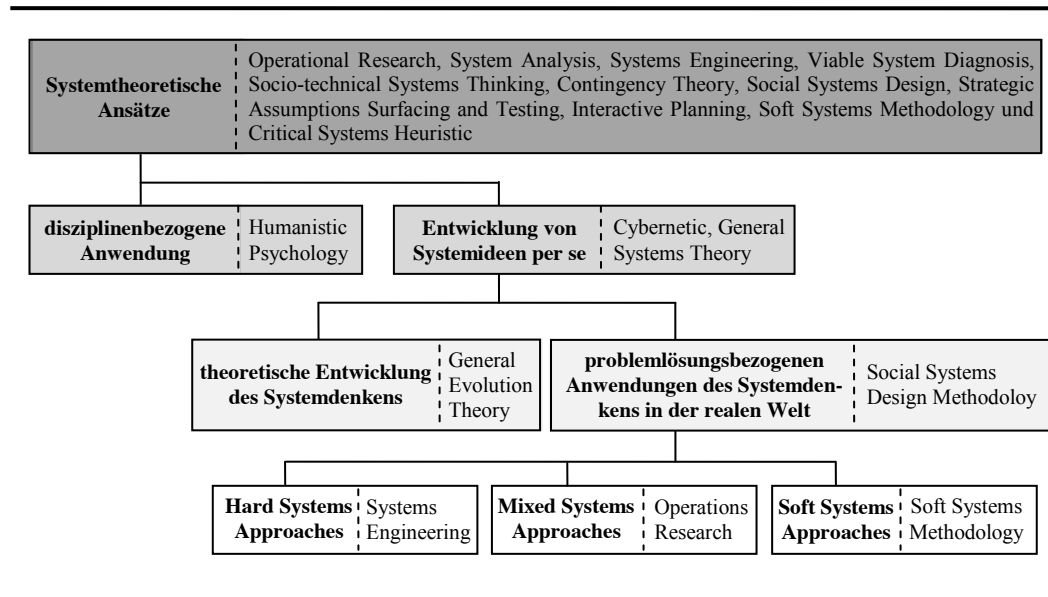 Systemtheoretische
Ansätze
Operational Research, System Analysis, Systems Engineering, Viable System Diagnosis,
Socio-technical Systems Thinking, Contingency Theory, Social Systems Design, Strategic
Assumptions Surfacing and Testing, Interactive Planning, Soft Systems Methodology und
Critical Systems Heuristic
disziplinenbezogene
Anwendung
Humanistic
Psychology
Entwicklung von
Systemideen per se
Cybernetic, General
Systems Theory
theoretische Entwicklung
des Systemdenkens
General
Evolution
Theory
problemlösungsbezogenen
Anwendungen des Systemden-
kens in der realen Welt
Social Systems
Design Methodoloy
Hard Systems
Approaches
Systems
Engineering
Mixed Systems
Approaches
Operations
Research
Soft Systems
Approaches
Soft Systems
Methodology